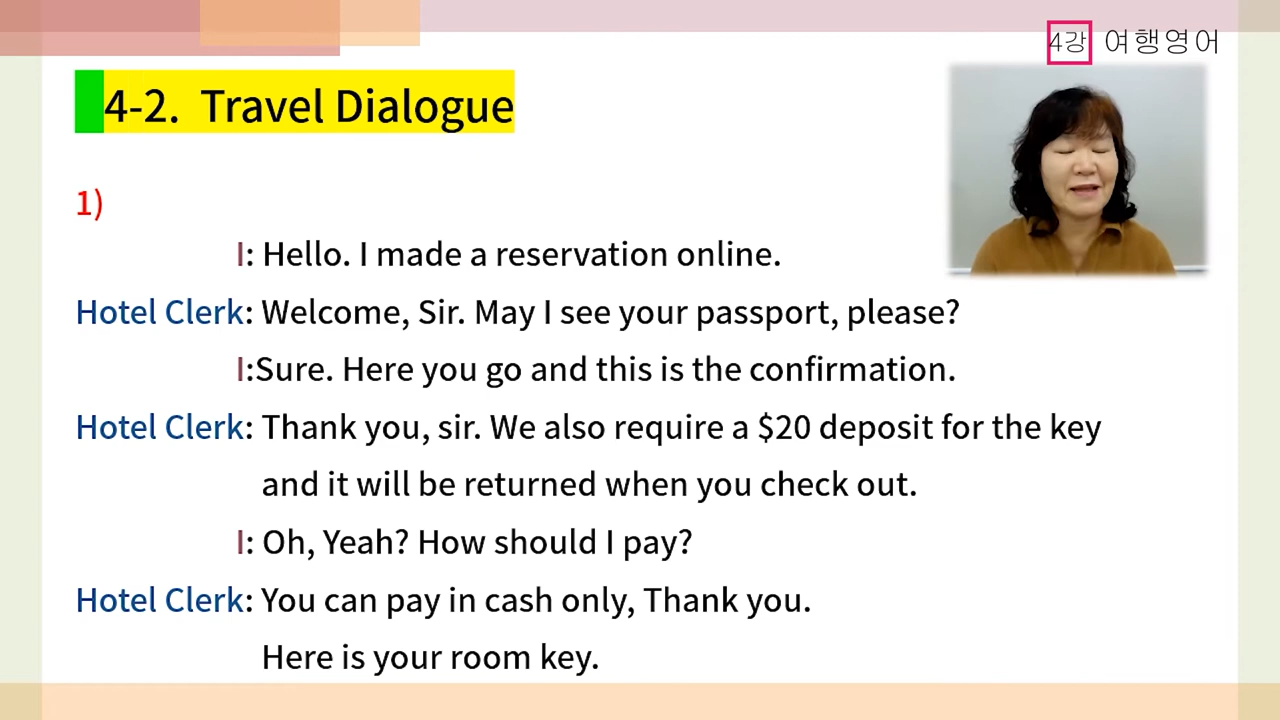 4강 여행영어
4-2. Travel Dialogue
1)
I: Hello. I made a reservation online.
Hotel Clerk: Welcome, Sir. May I see your passport, please?
I:Sure. Here you go and this is the confirmation.
Hotel Clerk: Thank you, sir. We also require a $20 deposit for the key
and it will be returned when you check out.
I: Oh, Yeah? How should I pay?
Hotel Clerk: You can pay in cash only, Thank you.
Here is your room key.